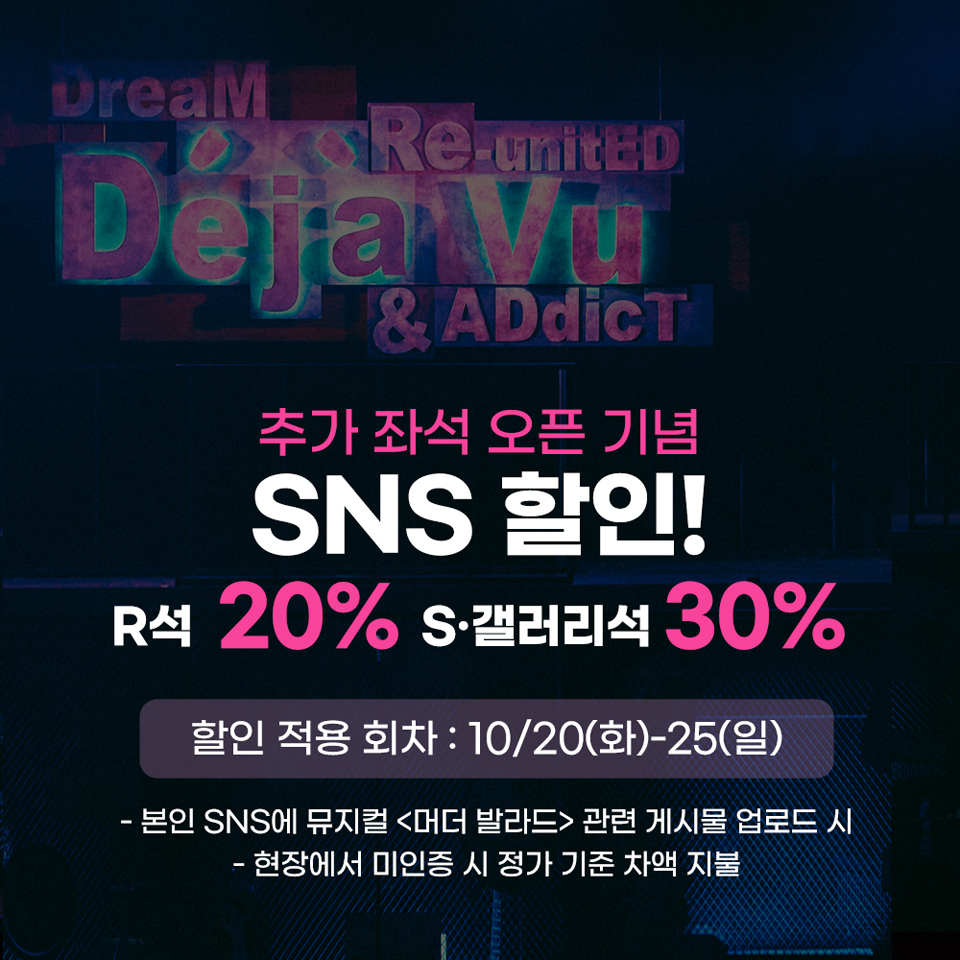 DreaM
Re-unitED
Déjà Vu
& ADdicT
추가 좌석 오픈 기념
SNS 할인!
R석 20% S·갤러리석 30%
할인 적용 회차 : 10/20(화)-25(일)
- 본인 SNS에 뮤지컬 <머더 발라드> 관련 게시물 업로드 시
- 현장에서 미인증 시 정가 기준 차액 지불